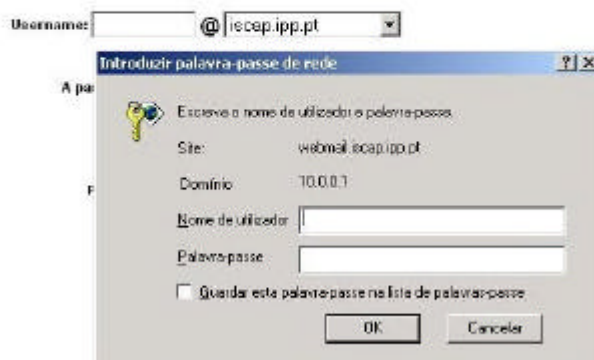 Username: @ iscap.ipp.pt
Introduzir palavra-passe de rede
A pa
Escreva o nome de utilizador e palavra-passe.
Site: webmail.iscap.ipp.pt
Domínio 10.0.0.1
Nome de utilizador
Palavra-passe
Guardar esta palavra-passe na lista de palavras-passe
OK Cancelar